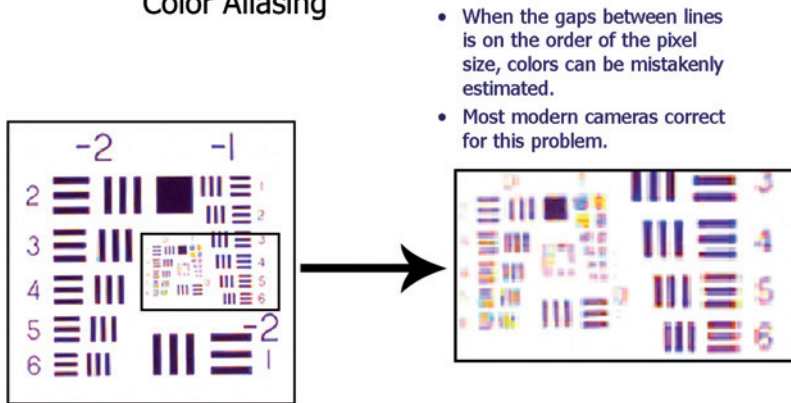 Color Aliasing
• When the gaps between lines
is on the order of the pixel
size, colors can be mistakenly
estimated.
• Most modern cameras correct
for this problem.
-2 -1
2 1
2
3 3
4 4
5
5 6
6
-2
1
3
4
5
6